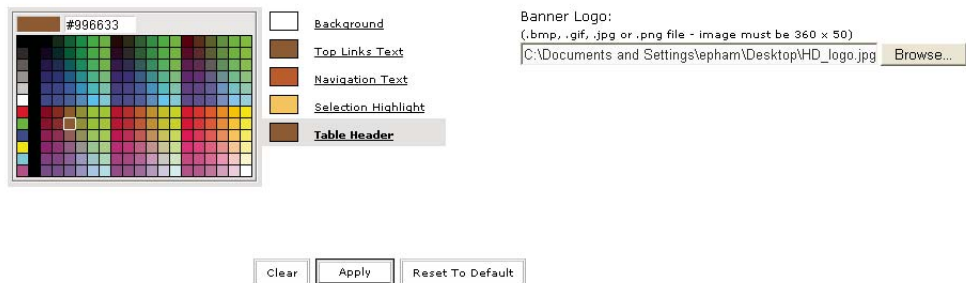 #996633
Background
Top Links Text
Navigation Text
Selection Highlight
Table Header
Banner Logo:
(.bmp, .gif, .jpg or .png file - image must be 360 x 50)
C:\Documents and Settings\epham\Desktop\HD_logo.jpg Browse...
Clear Apply Reset To Default